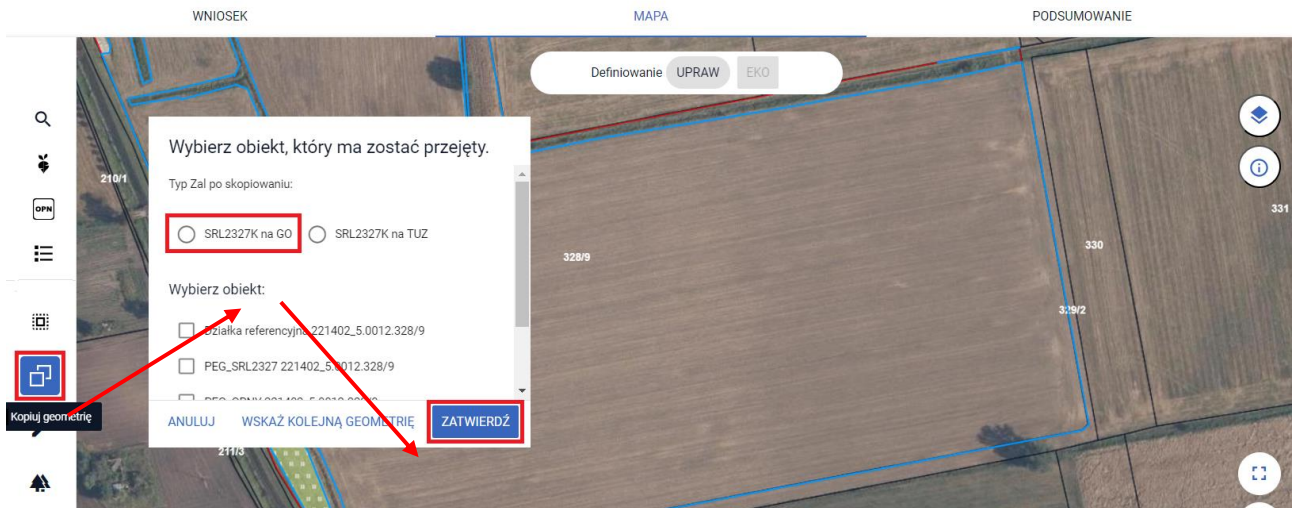 WNIOSEK
MAPA
PODSUMOWANIE
Definiowanie UPRAW EKO
Wybierz obiekt, który ma zostać przejęty.
Typ Zal po skopiowaniu:
SRL2327K na GO
SRL2327K na TUZ
Wybierz obiekt:
Działka referencyjna 221402_5.0012.328/9
PEG_SRL2327 221402_5.0012.328/9
ANULUJ
WSKAŻ KOLEJNĄ GEOMETRIĘ
ZATWIERDŹ
OPN
Kopiuj geometrię
210/1
211/3
328/9
330
331
329/2